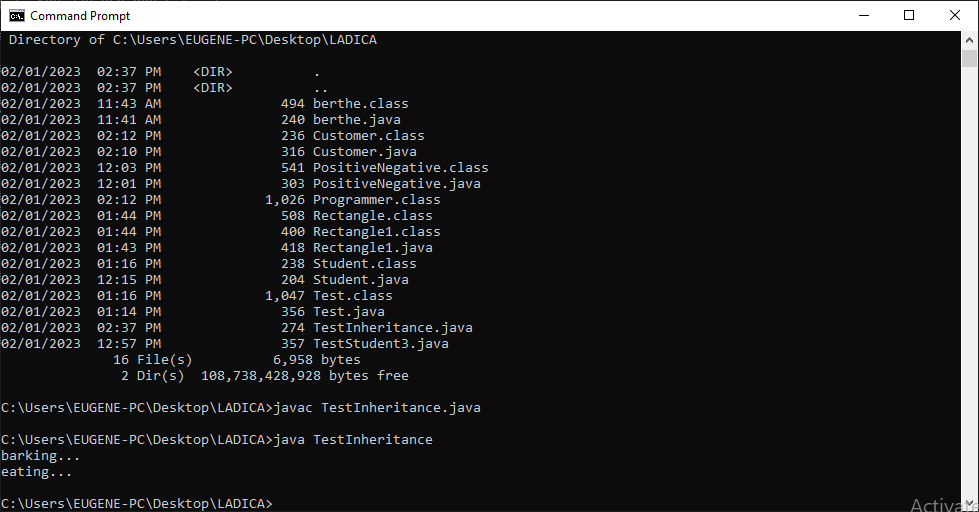 Command Prompt
Directory of C:\Users\EUGENE-PC\Desktop\LADICA
02/01/2023  02:37 PM    <DIR>          .
02/01/2023  02:37 PM    <DIR>          ..
02/01/2023  11:43 AM               494 berthe.class
02/01/2023  11:41 AM               240 berthe.java
02/01/2023  02:12 PM               236 Customer.class
02/01/2023  02:10 PM               316 Customer.java
02/01/2023  12:03 PM               541 PositiveNegative.class
02/01/2023  12:01 PM               303 PositiveNegative.java
02/01/2023  02:12 PM             1,026 Programmer.class
02/01/2023  01:44 PM               508 Rectangle.class
02/01/2023  01:44 PM               400 Rectangle1.class
02/01/2023  01:43 PM               418 Rectangle1.java
02/01/2023  01:16 PM               238 Student.class
02/01/2023  12:15 PM               204 Student.java
02/01/2023  01:16 PM             1,047 Test.class
02/01/2023  01:14 PM               356 Test.java
02/01/2023  02:37 PM               274 TestInheritance.java
02/01/2023  12:57 PM               357 TestStudent3.java
16 File(s)          6,958 bytes
2 Dir(s)  108,738,428,928 bytes free
C:\Users\EUGENE-PC\Desktop\LADICA>javac TestInheritance.java
C:\Users\EUGENE-PC\Desktop\LADICA>java TestInheritance
barking...
eating...
C:\Users\EUGENE-PC\Desktop\LADICA>